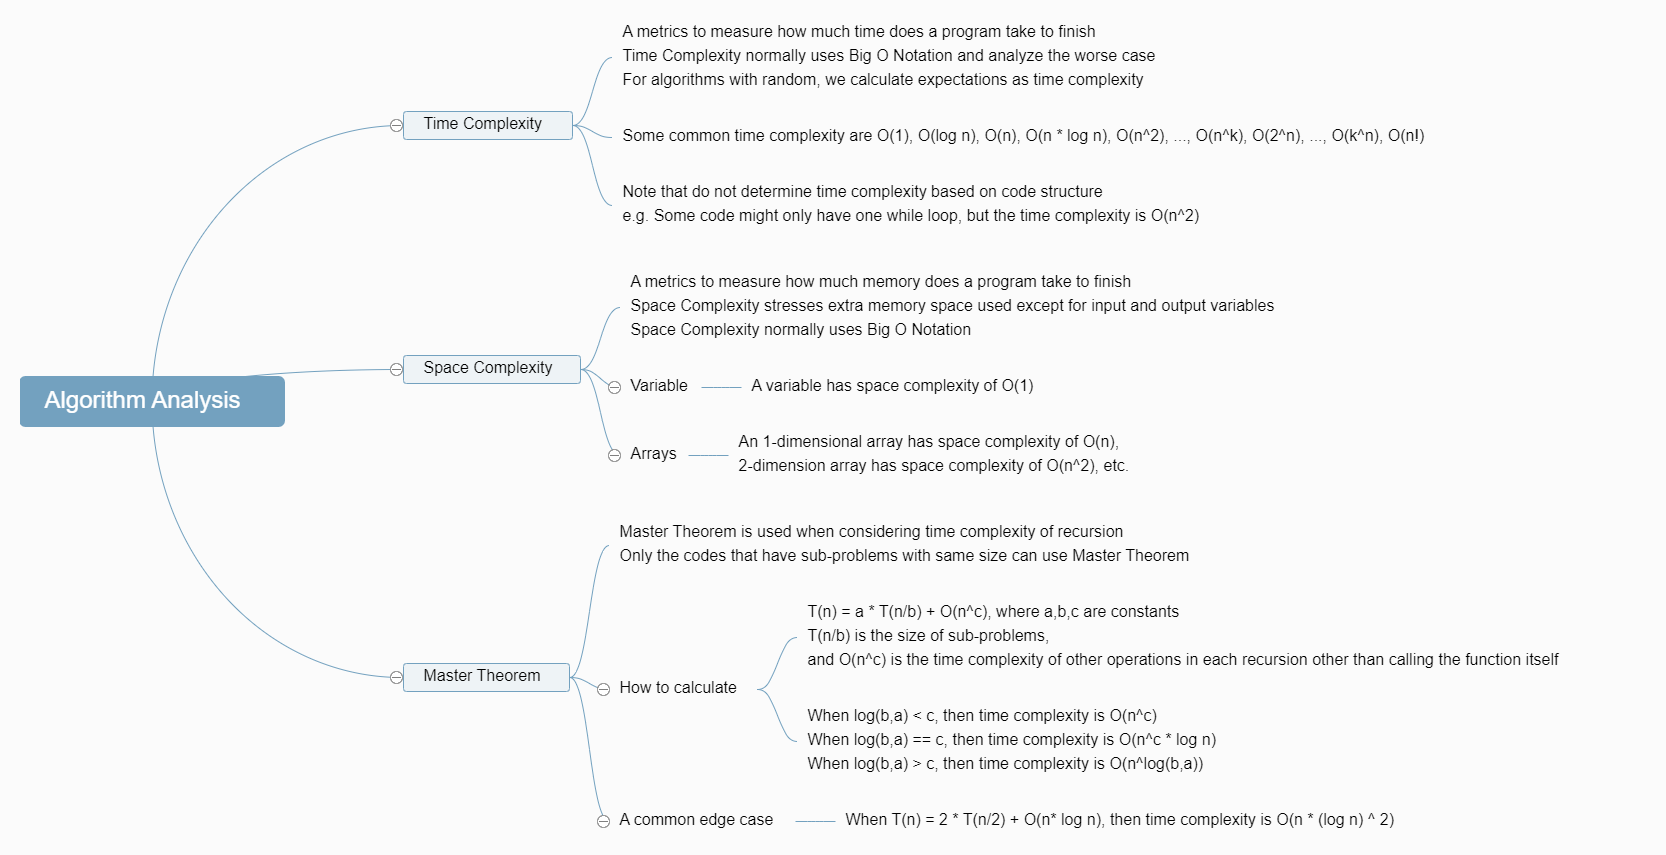 Algorithm Analysis
Time Complexity
A metrics to measure how much time does a program take to finish
Time Complexity normally uses Big O Notation and analyze the worse case
For algorithms with random, we calculate expectations as time complexity
Some common time complexity are O(1), O(log n), O(n), O(n * log n), O(n^2), ..., O(n^k), O(2^n), ..., O(k^n), O(n!)
Note that do not determine time complexity based on code structure
e.g. Some code might only have one while loop, but the time complexity is O(n^2)
Space Complexity
A metrics to measure how much memory does a program take to finish
Space Complexity stresses extra memory space used except for input and output variables
Space Complexity normally uses Big O Notation
Variable
A variable has space complexity of O(1)
Arrays
An 1-dimensional array has space complexity of O(n),
2-dimension array has space complexity of O(n^2), etc.
Master Theorem
Master Theorem is used when considering time complexity of recursion
Only the codes that have sub-problems with same size can use Master Theorem
How to calculate
T(n) = a * T(n/b) + O(n^c), where a,b,c are constants
T(n/b) is the size of sub-problems,
and O(n^c) is the time complexity of other operations in each recursion other than calling the function itself
When log(b,a) < c, then time complexity is O(n^c)
When log(b,a) == c, then time complexity is O(n^c * log n)
When log(b,a) > c, then time complexity is O(n^log(b,a))
A common edge case
When T(n) = 2 * T(n/2) + O(n* log n), then time complexity is O(n * (log n) ^ 2)